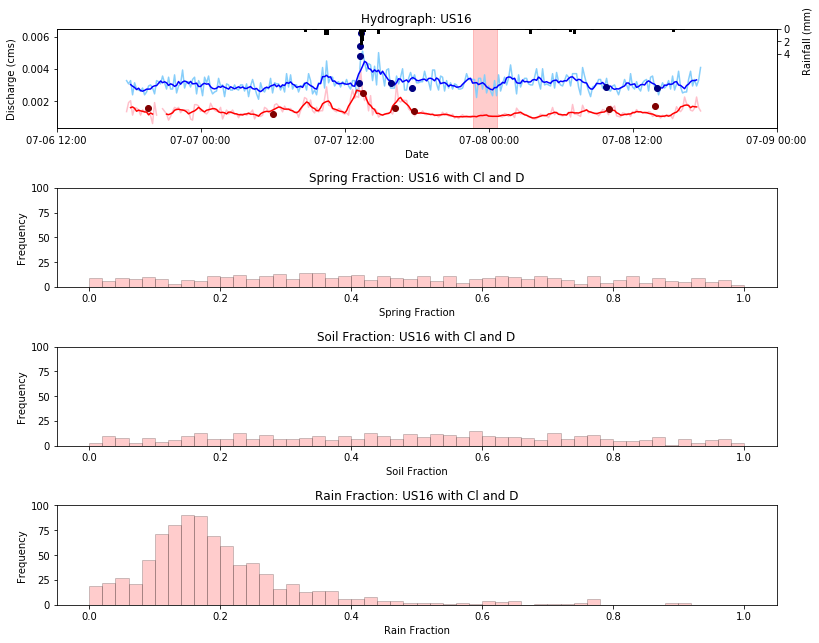 Hydrograph: US16
Discharge (cms)
0.006
0.004
0.002
0
2
4
Rainfall (mm)
07-06 12:00 07-07 00:00 07-07 12:00 07-08 00:00 07-08 12:00 07-09 00:00
Date
Spring Fraction: US16 with Cl and D
Frequency
100
75
50
25
0
0.0 0.2 0.4 0.6 0.8 1.0
Spring Fraction
Soil Fraction: US16 with Cl and D
Frequency
100
75
50
25
0
0.0 0.2 0.4 0.6 0.8 1.0
Soil Fraction
Rain Fraction: US16 with Cl and D
Frequency
100
75
50
25
0
0.0 0.2 0.4 0.6 0.8 1.0
Rain Fraction